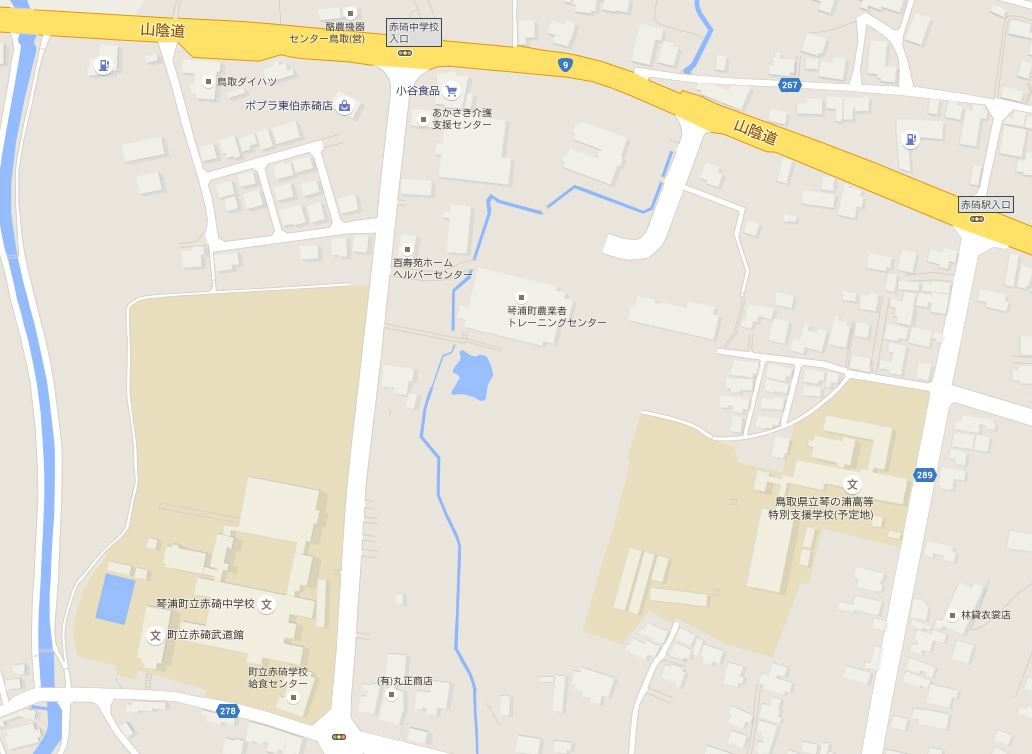 酪農機器
センター鳥取(営)
赤碕中学校
入口
山陰道
9
鳥取ダイハツ
ポプラ東伯赤碕店
小谷食品
あかさき介護
支援センター
267
山陰道
赤碕駅入口
百寿苑ホーム
ヘルパーセンター
琴浦町農業者
トレーニングセンター
289
文
鳥取県立琴の浦高等
特別支援学校(予定地)
琴浦町立赤碕中学校
文
文
町立赤碕武道館
林貸衣裳店
町立赤碕学校
給食センター
(有)丸正商店
278